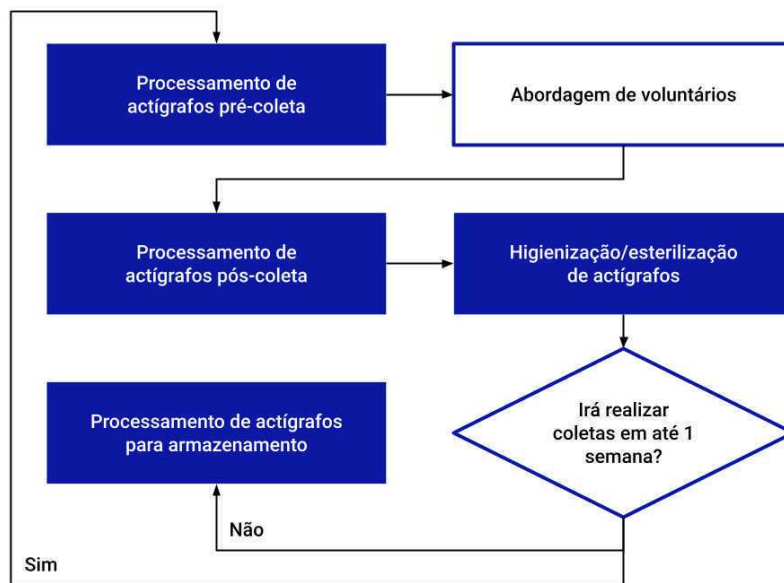 Processamento de
actígrafos pré-coleta
Abordagem de voluntários
Processamento de
actígrafos pós-coleta
Higienização/esterilização
de actígrafos
Processamento de actígrafos
para armazenamento
Irá realizar
coletas em até 1
semana?
Não
Sim